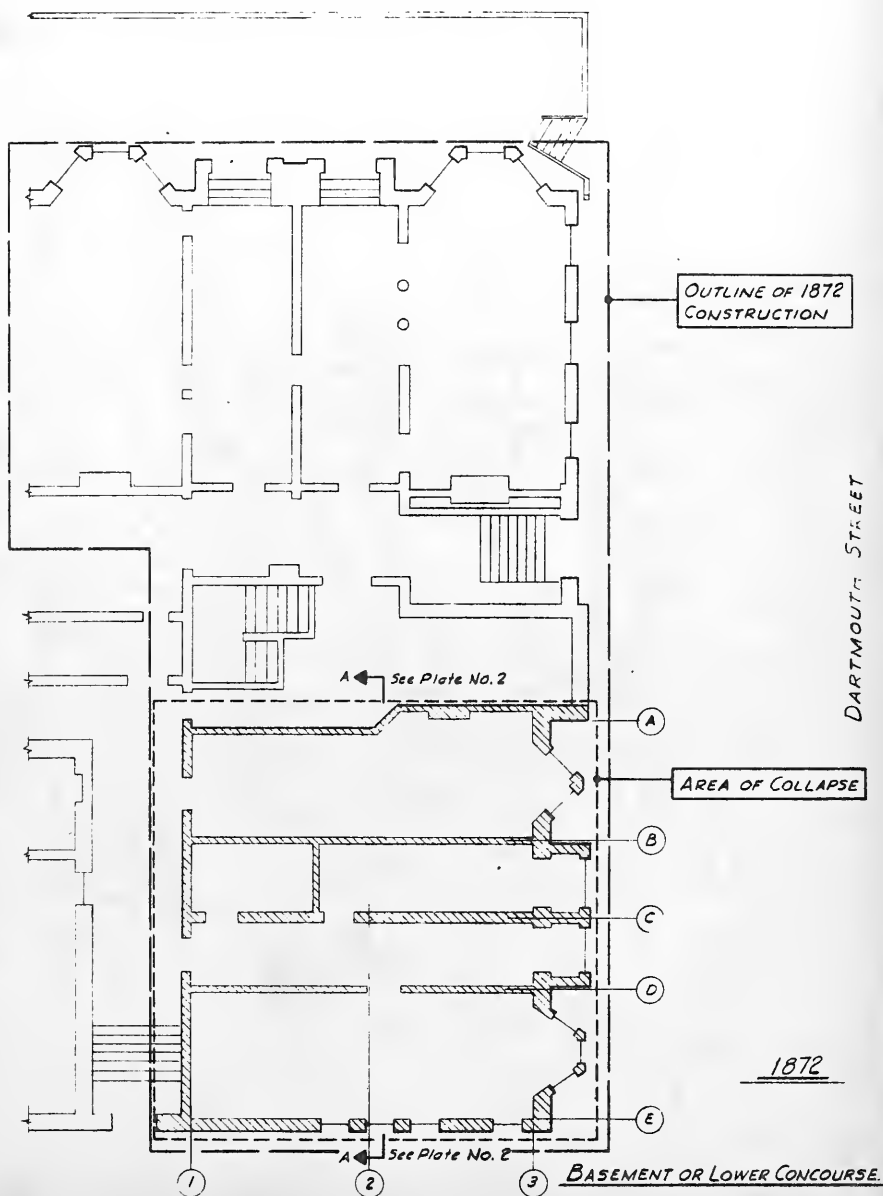 OUTLINE OF 1872
CONSTRUCTION
DARTMOUTH STREET
A See Plate No. 2
A
AREA OF COLLAPSE
B
C
D
1872
E
A See Plate No. 2
1
2
3
BASEMENT OR LOWER CONCOURSE.